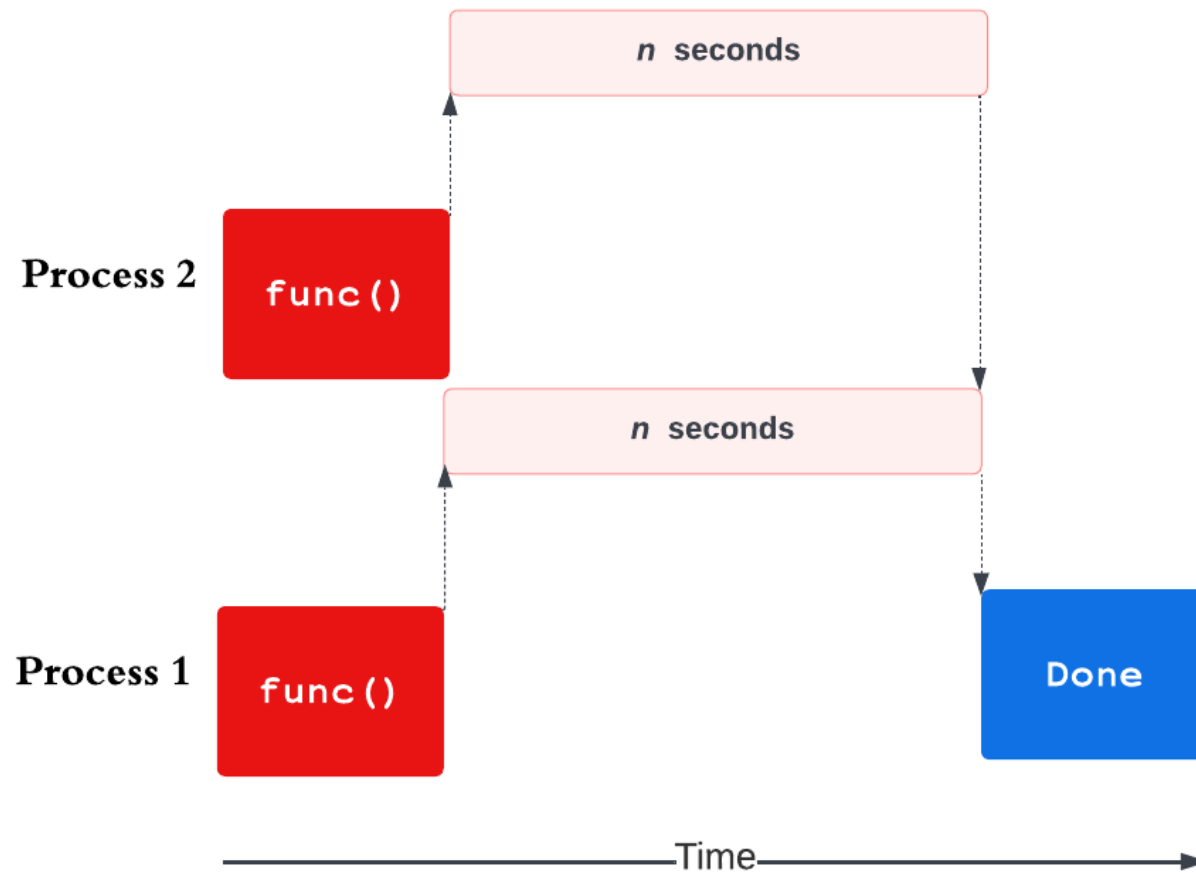 n seconds
Process 2
func()
n seconds
Process 1
func()
Done
Time